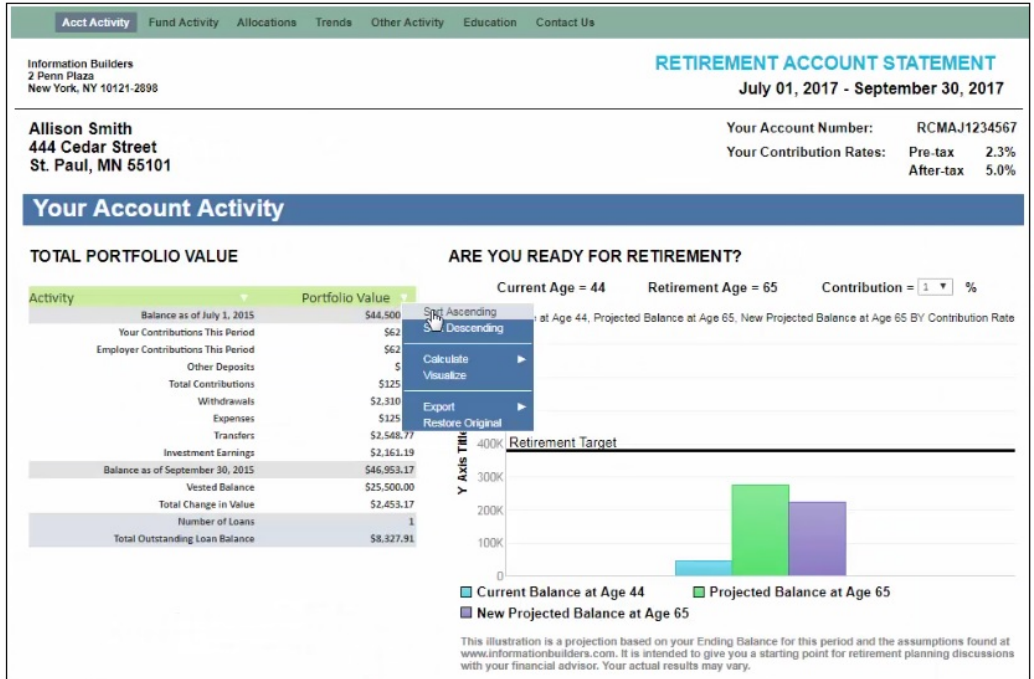 Acct Activity Fund Activity Allocations Trends Other Activity Education Contact Us
Information Builders
2 Penn Plaza
New York, NY 10121-2898
RETIREMENT ACCOUNT STATEMENT
July 01, 2017 - September 30, 2017
Allison Smith
444 Cedar Street
St. Paul, MN 55101
Your Account Number: RCMAJ1234567
Your Contribution Rates: Pre-tax 2.3%
After-tax 5.0%
Your Account Activity
TOTAL PORTFOLIO VALUE
Activity Portfolio Value
Balance as of July 1, 2015 $44,500
Your Contributions This Period $62
Employer Contributions This Period $62
Other Deposits $
Total Contributions $125
Withdrawals $2,310
Expenses $125
Transfers $2,548.77
Investment Earnings $2,161.19
Balance as of September 30, 2015 $46,953.17
Vested Balance $25,500.00
Total Change in Value $2,453.17
Number of Loans 1
Total Outstanding Loan Balance $8,327.91
Ascending
Descending
Calculate
Visualize
Export
Restore Original
ARE YOU READY FOR RETIREMENT?
Current Age = 44 Retirement Age = 65 Contribution = 1 %
at Age 44, Projected Balance at Age 65, New Projected Balance at Age 65 BY Contribution Rate
Y Axis Title
400K Retirement Target
300K
200K
100K
0
Current Balance at Age 44 Projected Balance at Age 65
New Projected Balance at Age 65
This illustration is a projection based on your Ending Balance for this period and the assumptions found at
www.informationbuilders.com. It is intended to give you a starting point for retirement planning discussions
with your financial advisor. Your actual results may vary.